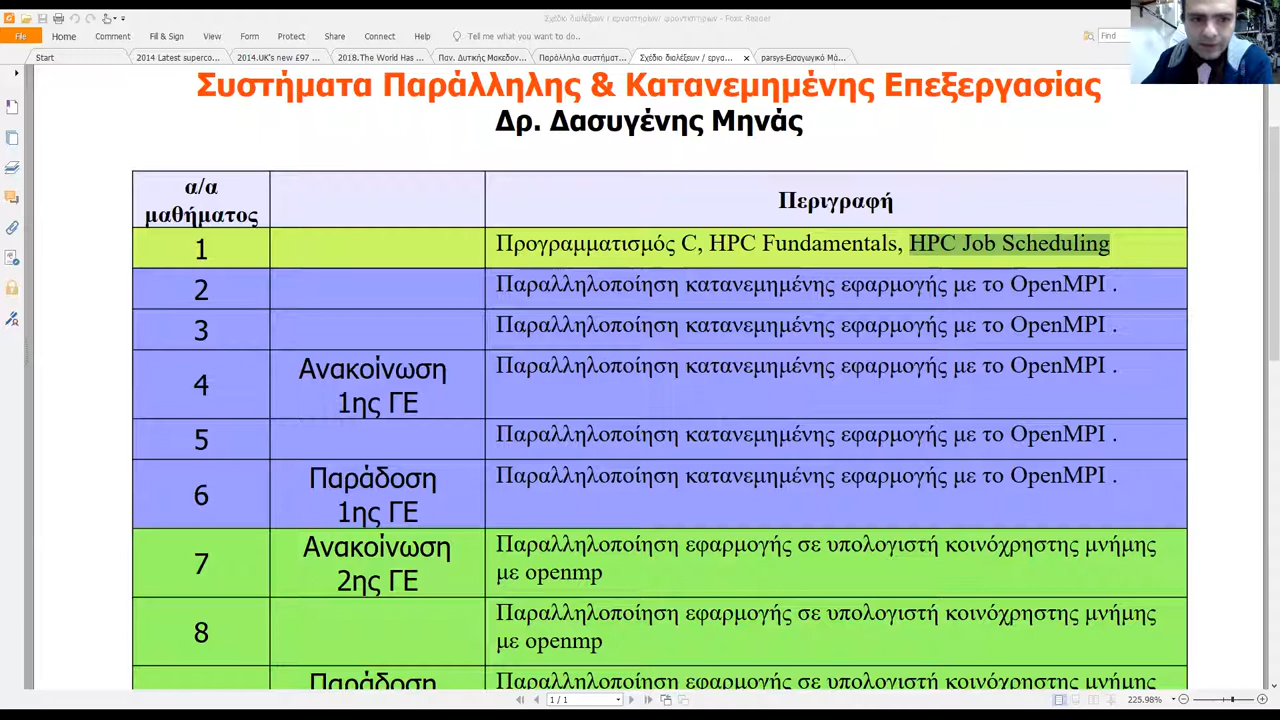 Σχέδιο διαλέξεων / εργαστηρίων/ φροντιστηρίων - Foxit Reader
File Home Comment Fill & Sign View Form Protect Share Connect Help Tell me what you want to do... Find
Start 2014 Latest superco... 2014.UK's new £97 ... 2018.The World Has ... Παν. Δυτικής Μακεδον... Παράλληλα συστήματ... Σχέδιο διαλέξεων / εργα... parsys-Εισαγωγικό Μά...
Συστήματα Παράλληλης & Κατανεμημένης Επεξεργασίας
Δρ. Δασυγένης Μηνάς
α/α
μαθήματος
Περιγραφή
1 Προγραμματισμός C, HPC Fundamentals, HPC Job Scheduling
2 Παραλληλοποίηση κατανεμημένης εφαρμογής με το OpenMPI .
3 Παραλληλοποίηση κατανεμημένης εφαρμογής με το OpenMPI .
4 Ανακοίνωση
1ης ΓΕ
Παραλληλοποίηση κατανεμημένης εφαρμογής με το OpenMPI .
5 Παραλληλοποίηση κατανεμημένης εφαρμογής με το OpenMPI .
6 Παράδοση
1ης ΓΕ
Παραλληλοποίηση κατανεμημένης εφαρμογής με το OpenMPI .
7 Ανακοίνωση
2ης ΓΕ
Παραλληλοποίηση εφαρμογής σε υπολογιστή κοινόχρηστης μνήμης
με openmp
8 Παραλληλοποίηση εφαρμογής σε υπολογιστή κοινόχρηστης μνήμης
με openmp
Παράδοση Παραλληλοποίηση εφαρμογής σε υπολογιστή κοινόχρηστης μνήμης
1 / 1 225.98%